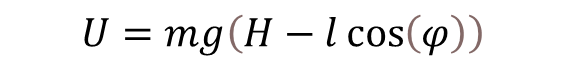 U = mg(H − l cos(φ))